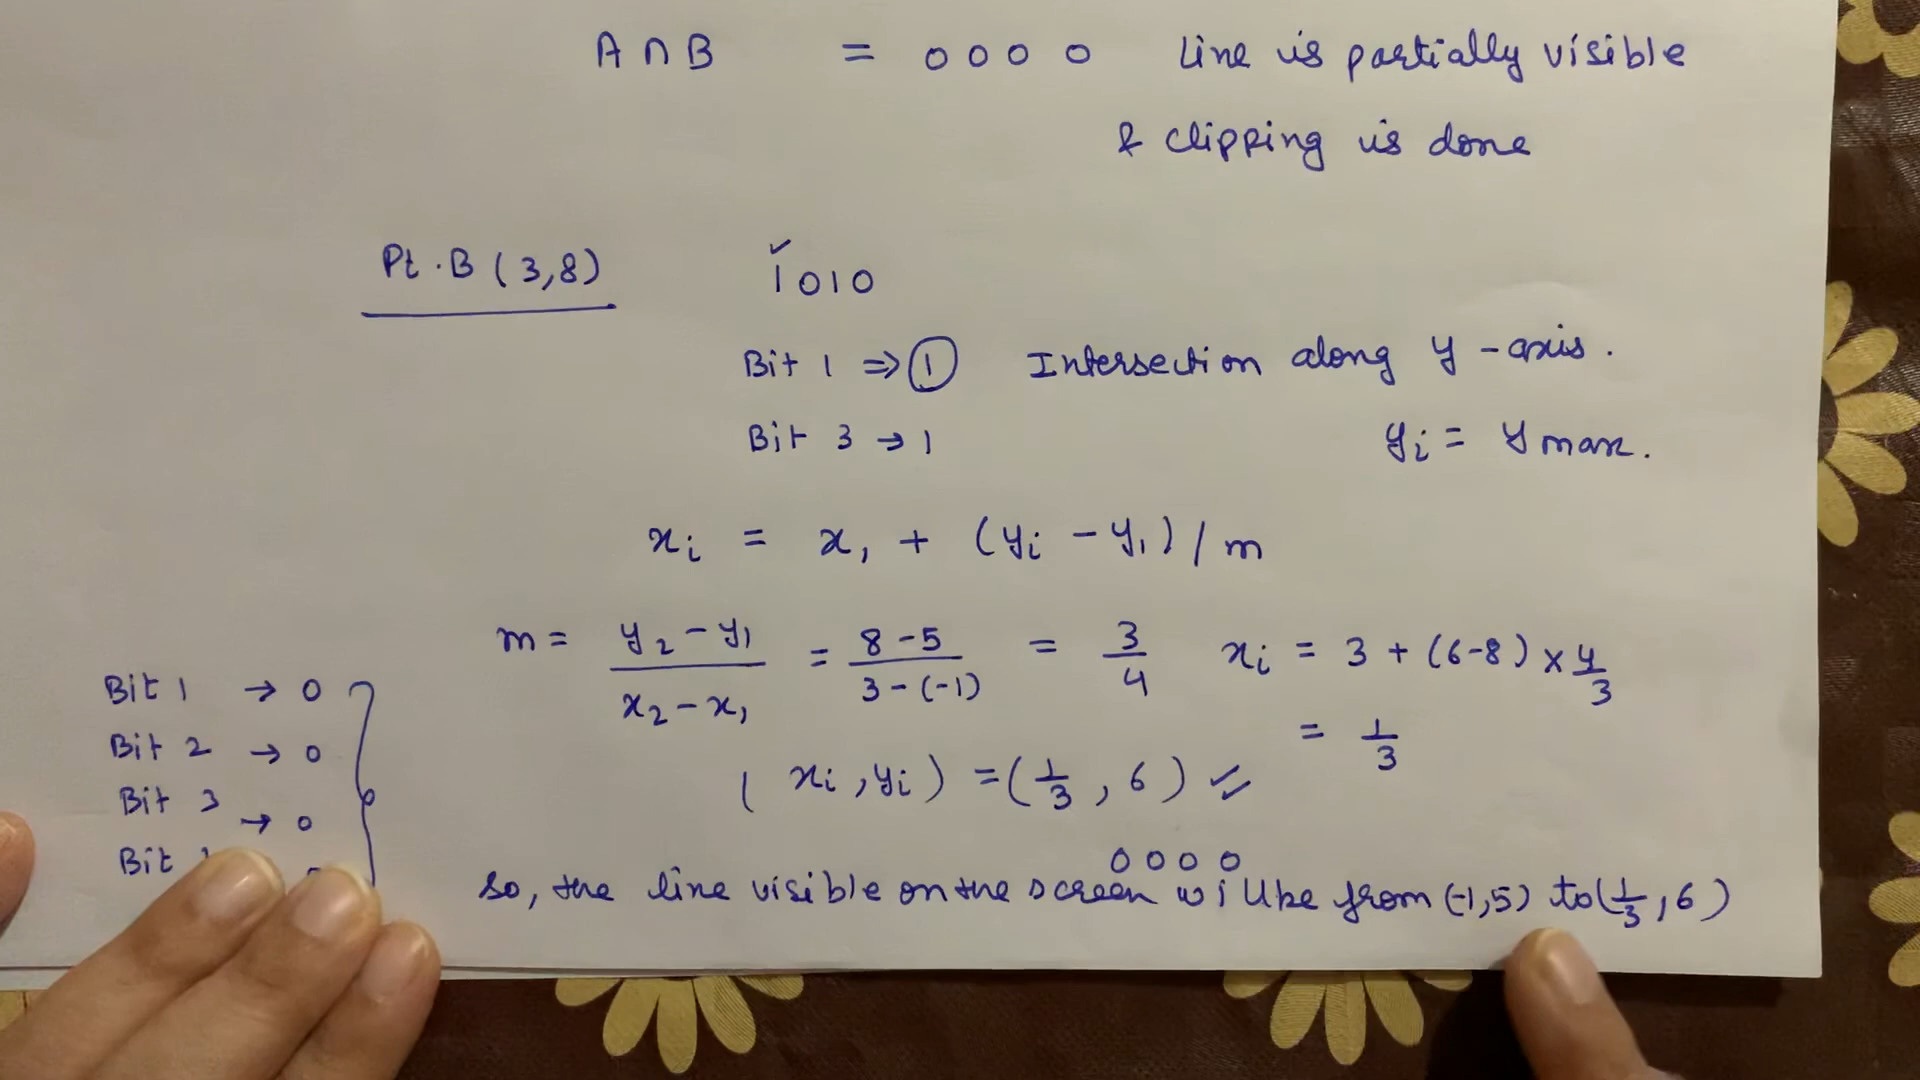 A ∩ B = 0 0 0 0 Line is partially visible
& clipping is done
Pt. B (3,8) 1010
Bit 1 ⇒ 1 Intersection along y-axis.
Bit 3 → 1 yi = ymax.
xi = x1 + (yi - y1) / m
m = y2 - y1 / x2 - x1 = 8 - 5 / 3 - (-1) = 3/4 xi = 3 + (6-8) x 4/3
= 1/3
(xi, yi) = (1/3, 6)
0 0 0 0
so, the line visible on the screen will be from (-1,5) to (1/3, 6)
Bit 1 → 0
Bit 2 → 0
Bit 3 → 0
Bit